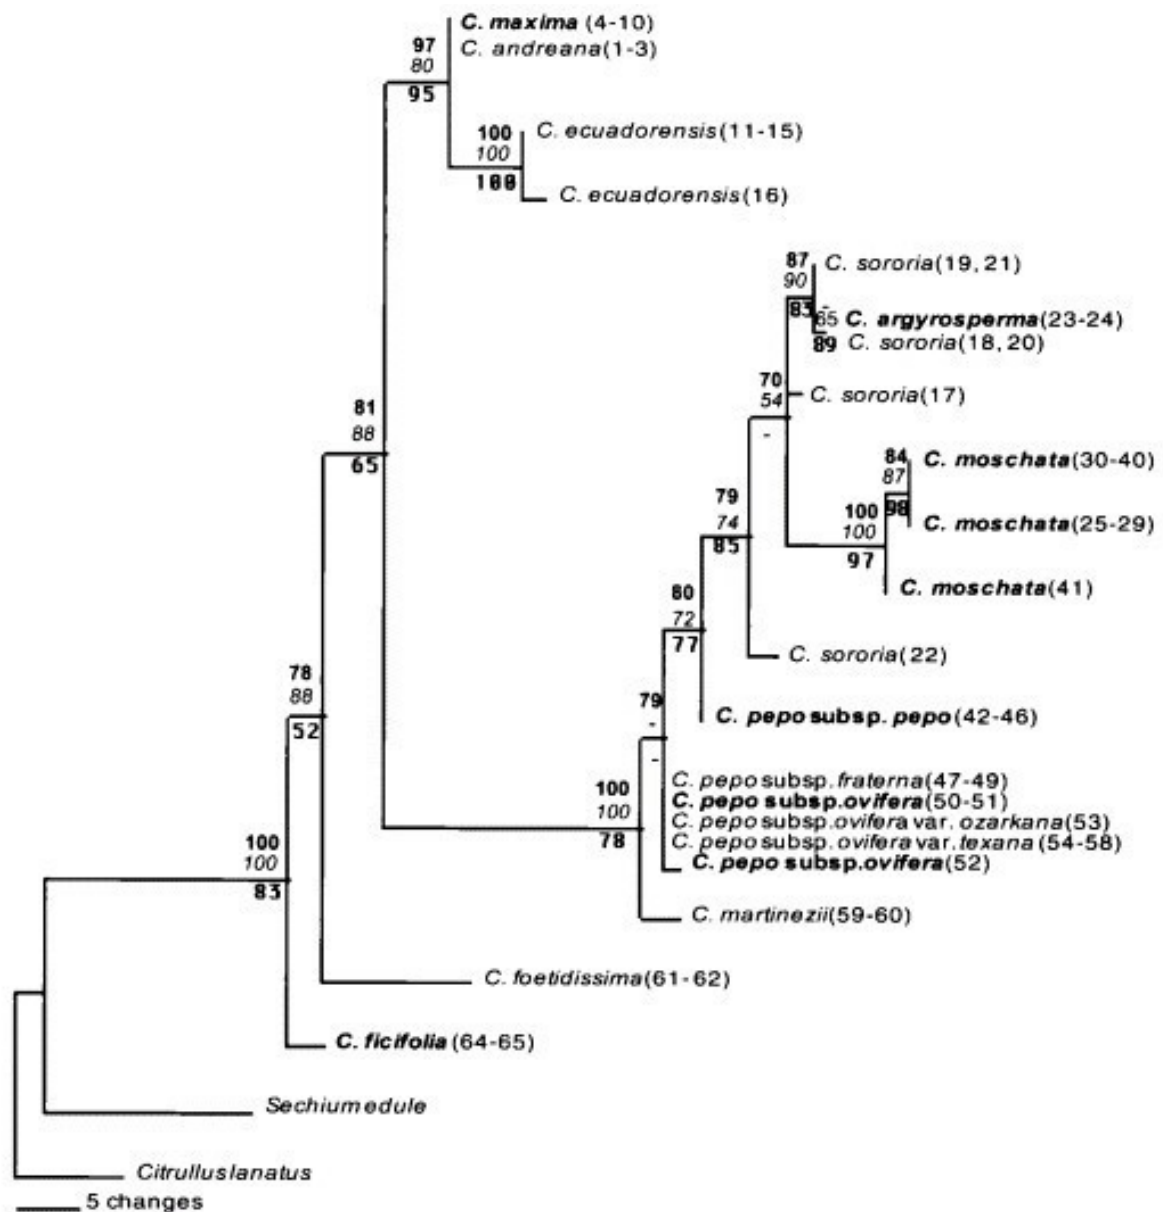 C. maxima (4-10)
97
C. andreana(1-3)
80
95
100
C. ecuadorensis(11-15)
100
100
C. ecuadorensis(16)
87
C. sororia(19, 21)
90
-
83
65
C. argyrosperma(23-24)
89
C. sororia(18, 20)
70
54
C. sororia(17)
81
88
-
65
84
C. moschata(30-40)
87
79
100
98
74
100
C. moschata(25-29)
85
97
80
C. moschata(41)
72
77
C. sororia(22)
78
88
79
52
-
C. pepo subsp. pepo(42-46)
-
100
C. pepo subsp. fraterna(47-49)
100
C. pepo subsp.ovifera(50-51)
C. pepo subsp.ovifera var. ozarkana(53)
78
C. pepo subsp.ovifera var. texana (54-58)
100
100
C. pepo subsp.ovifera(52)
83
C. martinezii(59-60)
C. foetidissima(61-62)
C. ficifolia (64-65)
Sechium edule
Citrullus lanatus
5 changes